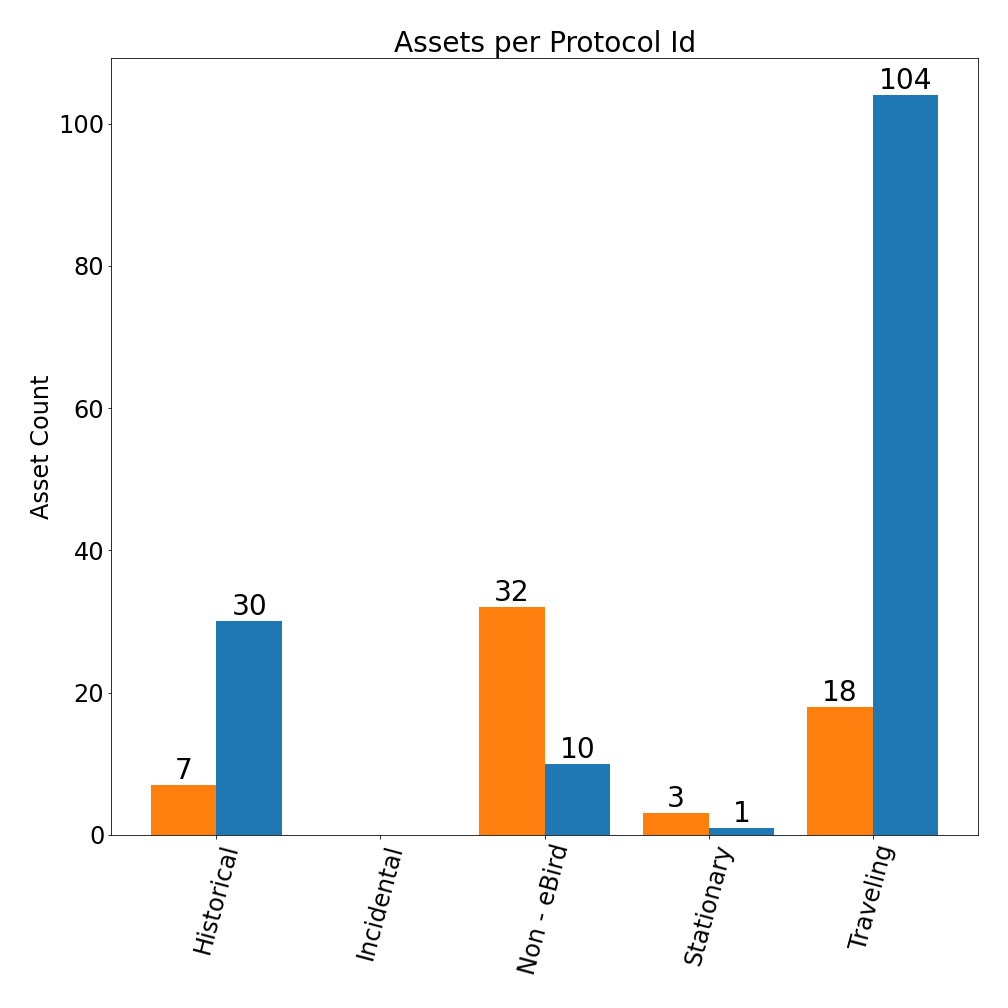 Assets per Protocol Id
104
100
80
60
40
32
30
20
18
10
7
3
1
0
Asset Count
Historical
Incidental
Non - eBird
Stationary
Traveling